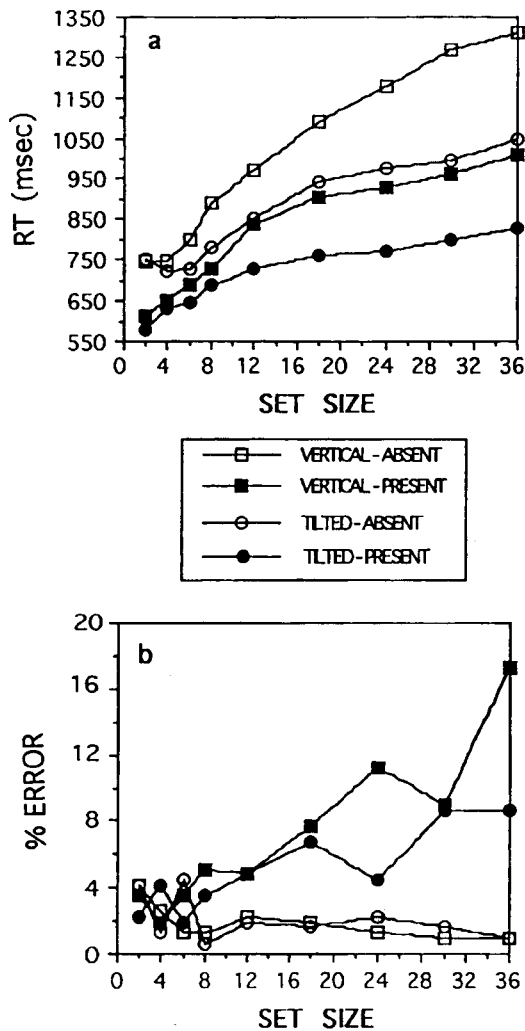 a
1350
1250
1150
1050
950
850
750
650
550
RT (msec)
0 4 8 12 16 20 24 28 32 36
SET SIZE
VERTICAL-ABSENT
VERTICAL-PRESENT
TILTED-ABSENT
TILTED-PRESENT
b
20
16
12
8
4
0
% ERROR
0 4 8 12 16 20 24 28 32 36
SET SIZE